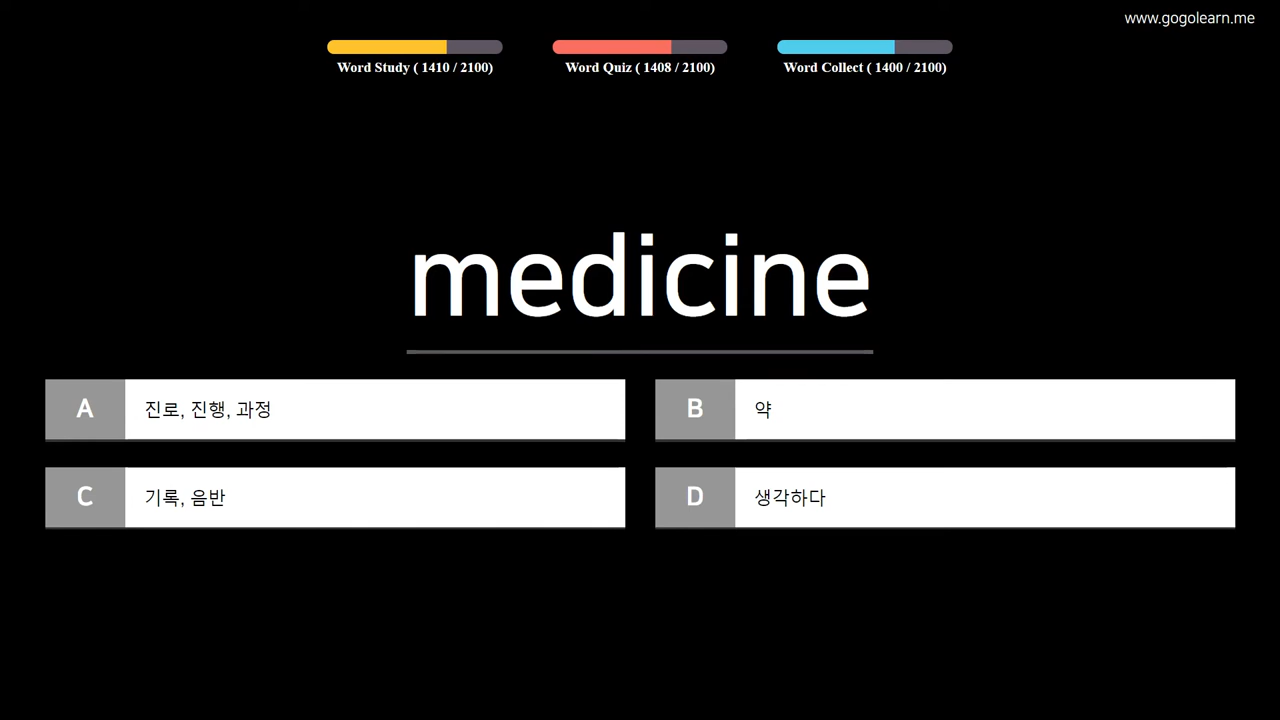 www.gogolearn.me
Word Study ( 1410 / 2100)
Word Quiz ( 1408 / 2100)
Word Collect ( 1400 / 2100)
medicine
A 진로, 진행, 과정
B 약
C 기록, 음반
D 생각하다